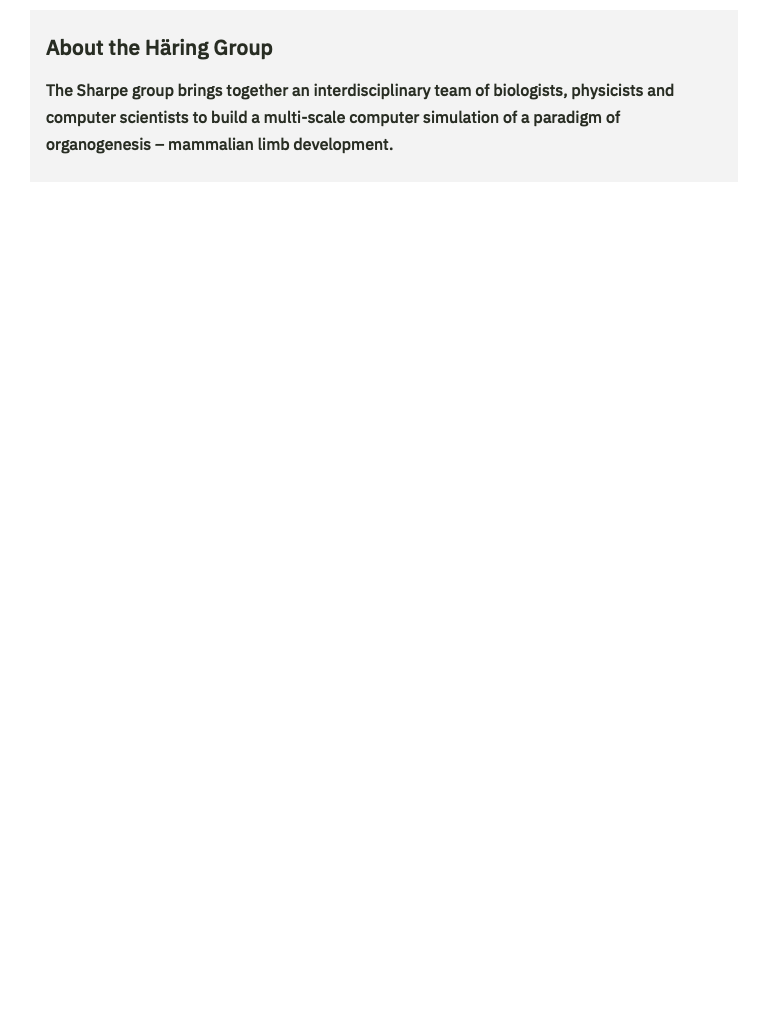 About the Häring Group
The Sharpe group brings together an interdisciplinary team of biologists, physicists and
computer scientists to build a multi-scale computer simulation of a paradigm of
organogenesis – mammalian limb development.